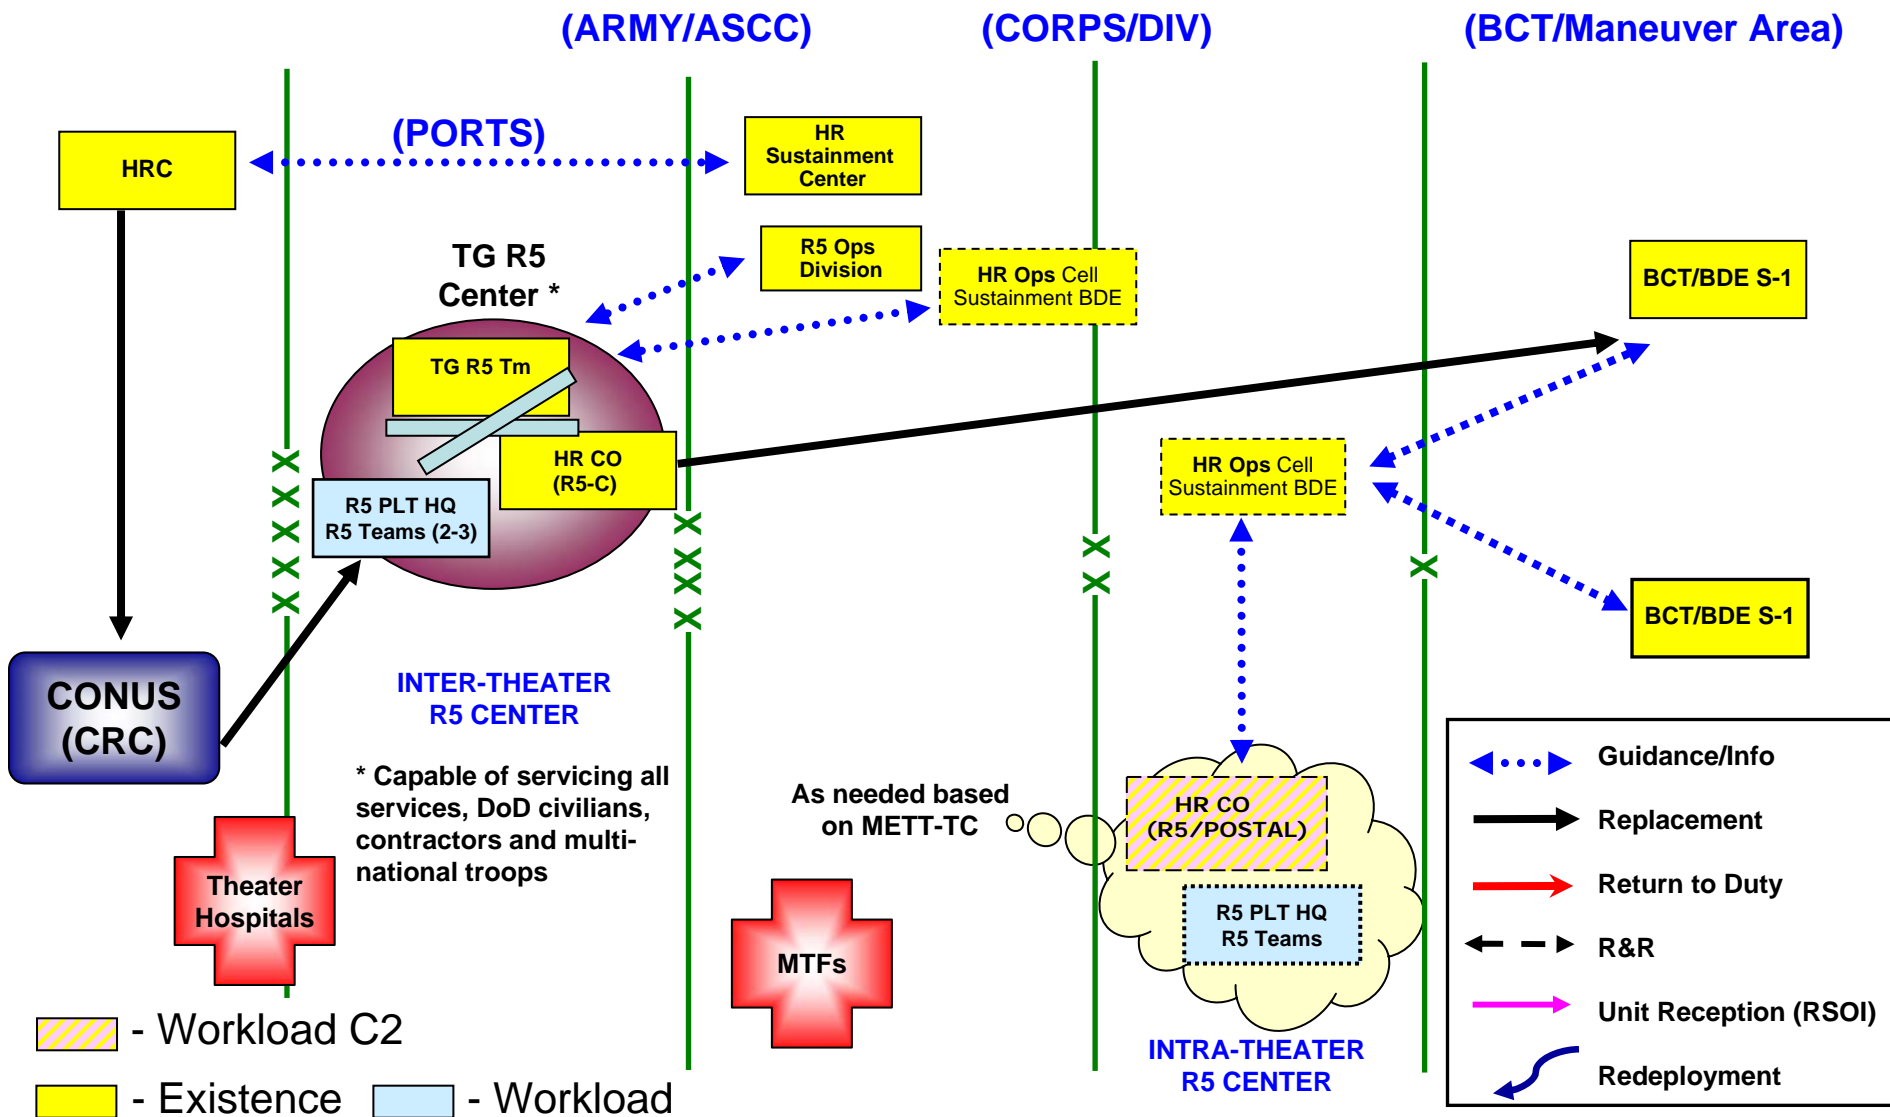 (ARMY/ASCC)
(CORPS/DIV)
(BCT/Maneuver Area)
(PORTS)
HRC
HR
Sustainment
Center
R5 Ops
Division
HR Ops Cell
Sustainment BDE
BCT/BDE S-1
TG R5
Center *
TG R5 Tm
HR CO
(R5-C)
R5 PLT HQ
R5 Teams (2-3)
HR Ops Cell
Sustainment BDE
BCT/BDE S-1
CONUS
(CRC)
INTER-THEATER
R5 CENTER
* Capable of servicing all
services, DoD civilians,
contractors and multi-
national troops
Theater
Hospitals
As needed based
on METT-TC
MTFs
HR CO
(R5/POSTAL)
R5 PLT HQ
R5 Teams
INTRA-THEATER
R5 CENTER
Guidance/Info
Replacement
Return to Duty
R&R
Unit Reception (RSOI)
Redeployment
- Workload C2
- Existence
- Workload
X
X
X
X
X
X
X
X
X
X
X
X